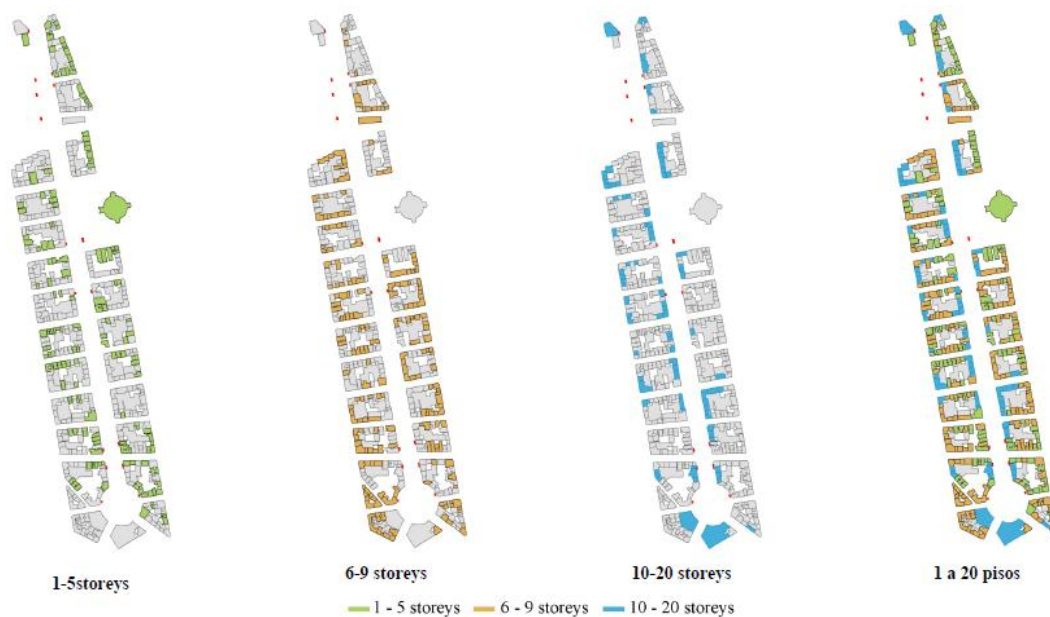 1-5storeys
6-9 storeys
10-20 storeys
1 a 20 pisos
1 - 5 storeys
6 - 9 storeys
10 - 20 storeys